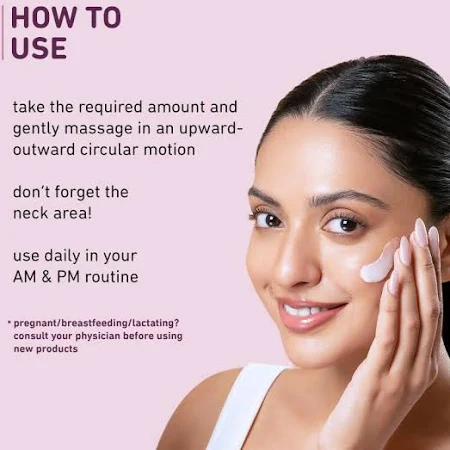 HOW TO
USE
take the required amount and
gently massage in an upward-
outward circular motion
don't forget the
neck area!
use daily in your
AM & PM routine
* pregnant/breastfeeding/lactating?
consult your physician before using
new products